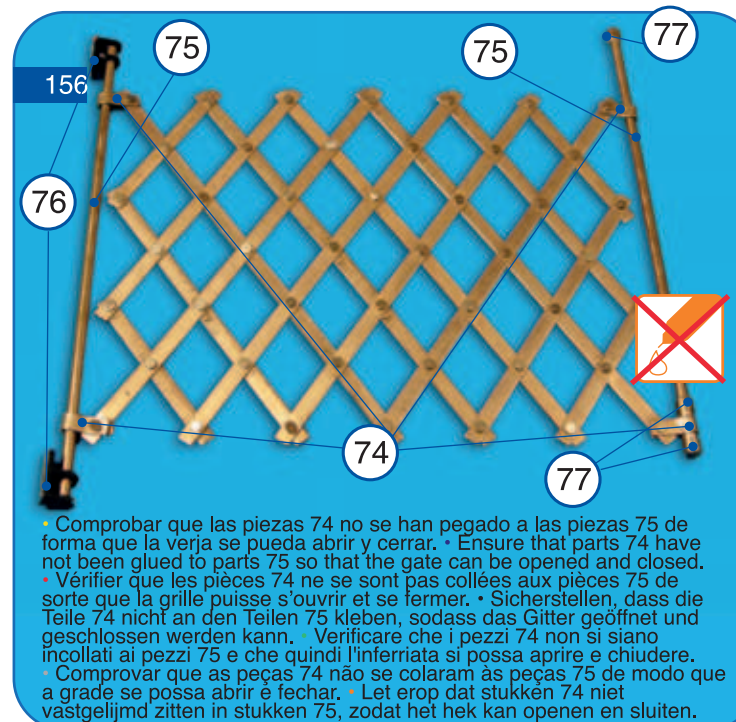 77
75
75
156
76
74
77
• Comprobar que las piezas 74 no se han pegado a las piezas 75 de
forma que la verja se pueda abrir y cerrar. • Ensure that parts 74 have
not been glued to parts 75 so that the gate can be opened and closed.
• Vérifier que les pièces 74 ne se sont pas collées aux pièces 75 de
sorte que la grille puisse s'ouvrir et se fermer. • Sicherstellen, dass die
Teile 74 nicht an den Teilen 75 kleben, sodass das Gitter geöffnet und
geschlossen werden kann. • Verificare che i pezzi 74 non si siano
incollati ai pezzi 75 e che quindi l'inferriata si possa aprire e chiudere.
• Comprovar que as peças 74 não se colaram às peças 75 de modo que
a grade se possa abrir e fechar. • Let erop dat stukken 74 niet
vastgelijmd zitten in stukken 75, zodat het hek kan openen en sluiten.